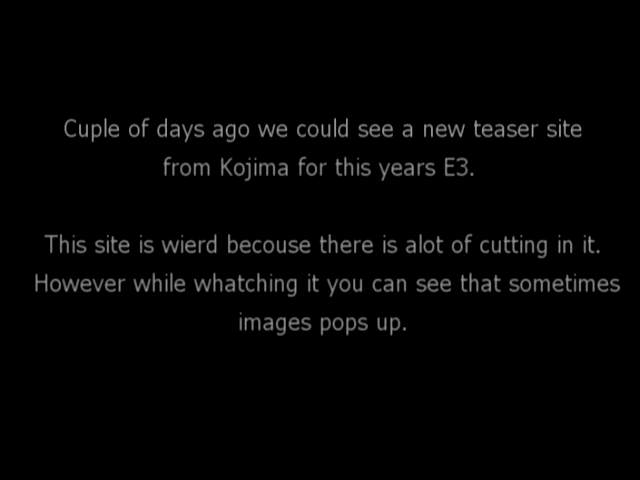 Cuple of days ago we could see a new teaser site
from Kojima for this years E3.
This site is wierd becouse there is alot of cutting in it.
However while whatching it you can see that sometimes
images pops up.